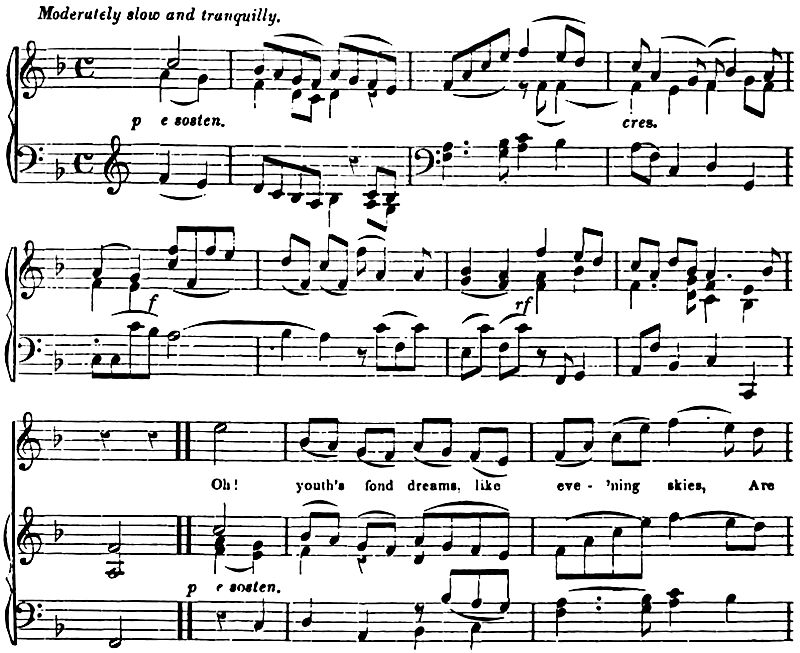 Moderately slow and tranquilly.
p e sosten.
cres.
f
rf
Oh! youth's fond dreams, like eve-'ning skies, Are
p e sosten.